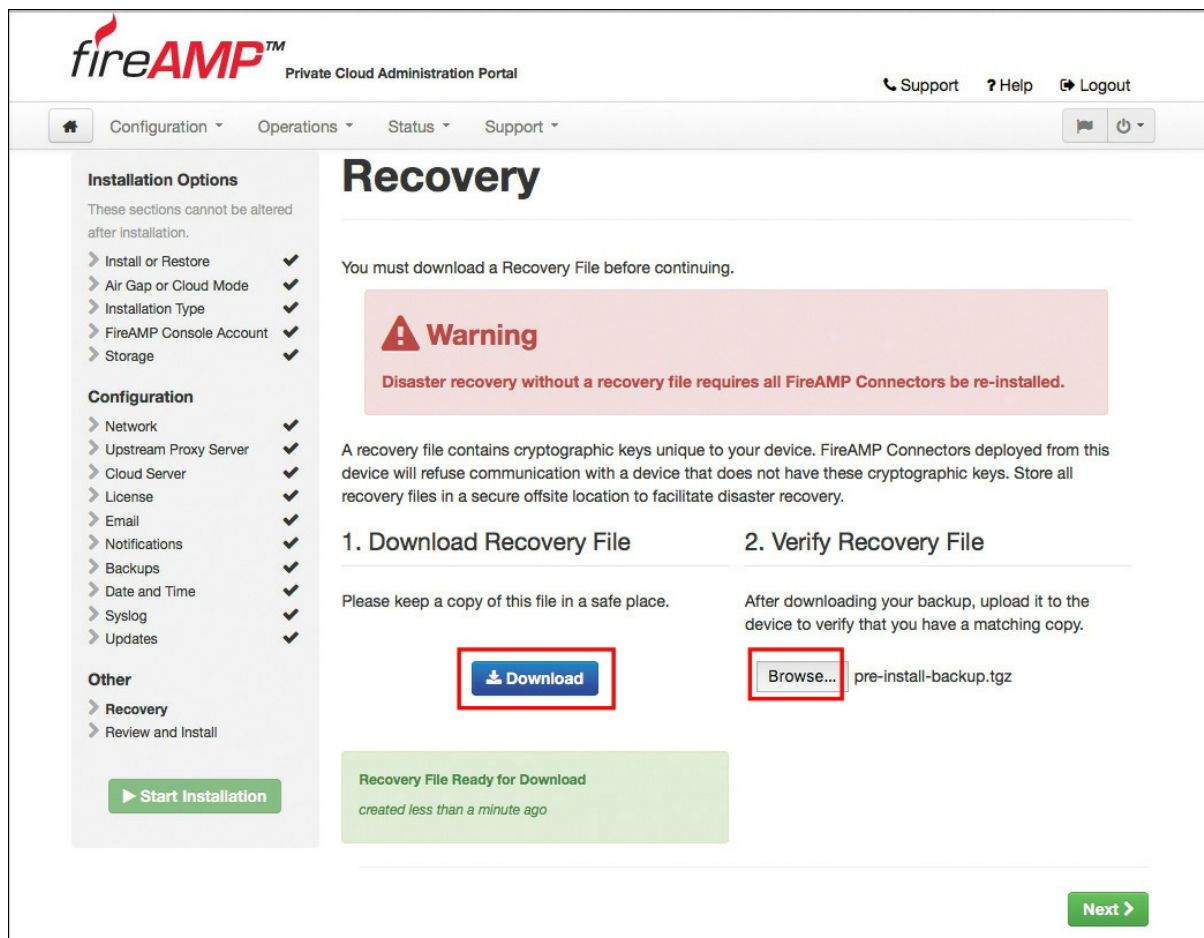 fireAMP™ Private Cloud Administration Portal
Support ? Help Logout
Configuration Operations Status Support
Installation Options
These sections cannot be altered
after installation.
Install or Restore
Air Gap or Cloud Mode
Installation Type
FireAMP Console Account
Storage
Configuration
Network
Upstream Proxy Server
Cloud Server
License
Email
Notifications
Backups
Date and Time
Syslog
Updates
Other
Recovery
Review and Install
Start Installation
Recovery
You must download a Recovery File before continuing.
Warning
Disaster recovery without a recovery file requires all FireAMP Connectors be re-installed.
A recovery file contains cryptographic keys unique to your device. FireAMP Connectors deployed from this
device will refuse communication with a device that does not have these cryptographic keys. Store all
recovery files in a secure offsite location to facilitate disaster recovery.
1. Download Recovery File
Please keep a copy of this file in a safe place.
Download
Recovery File Ready for Download
created less than a minute ago
2. Verify Recovery File
After downloading your backup, upload it to the
device to verify that you have a matching copy.
Browse... pre-install-backup.tgz
Next